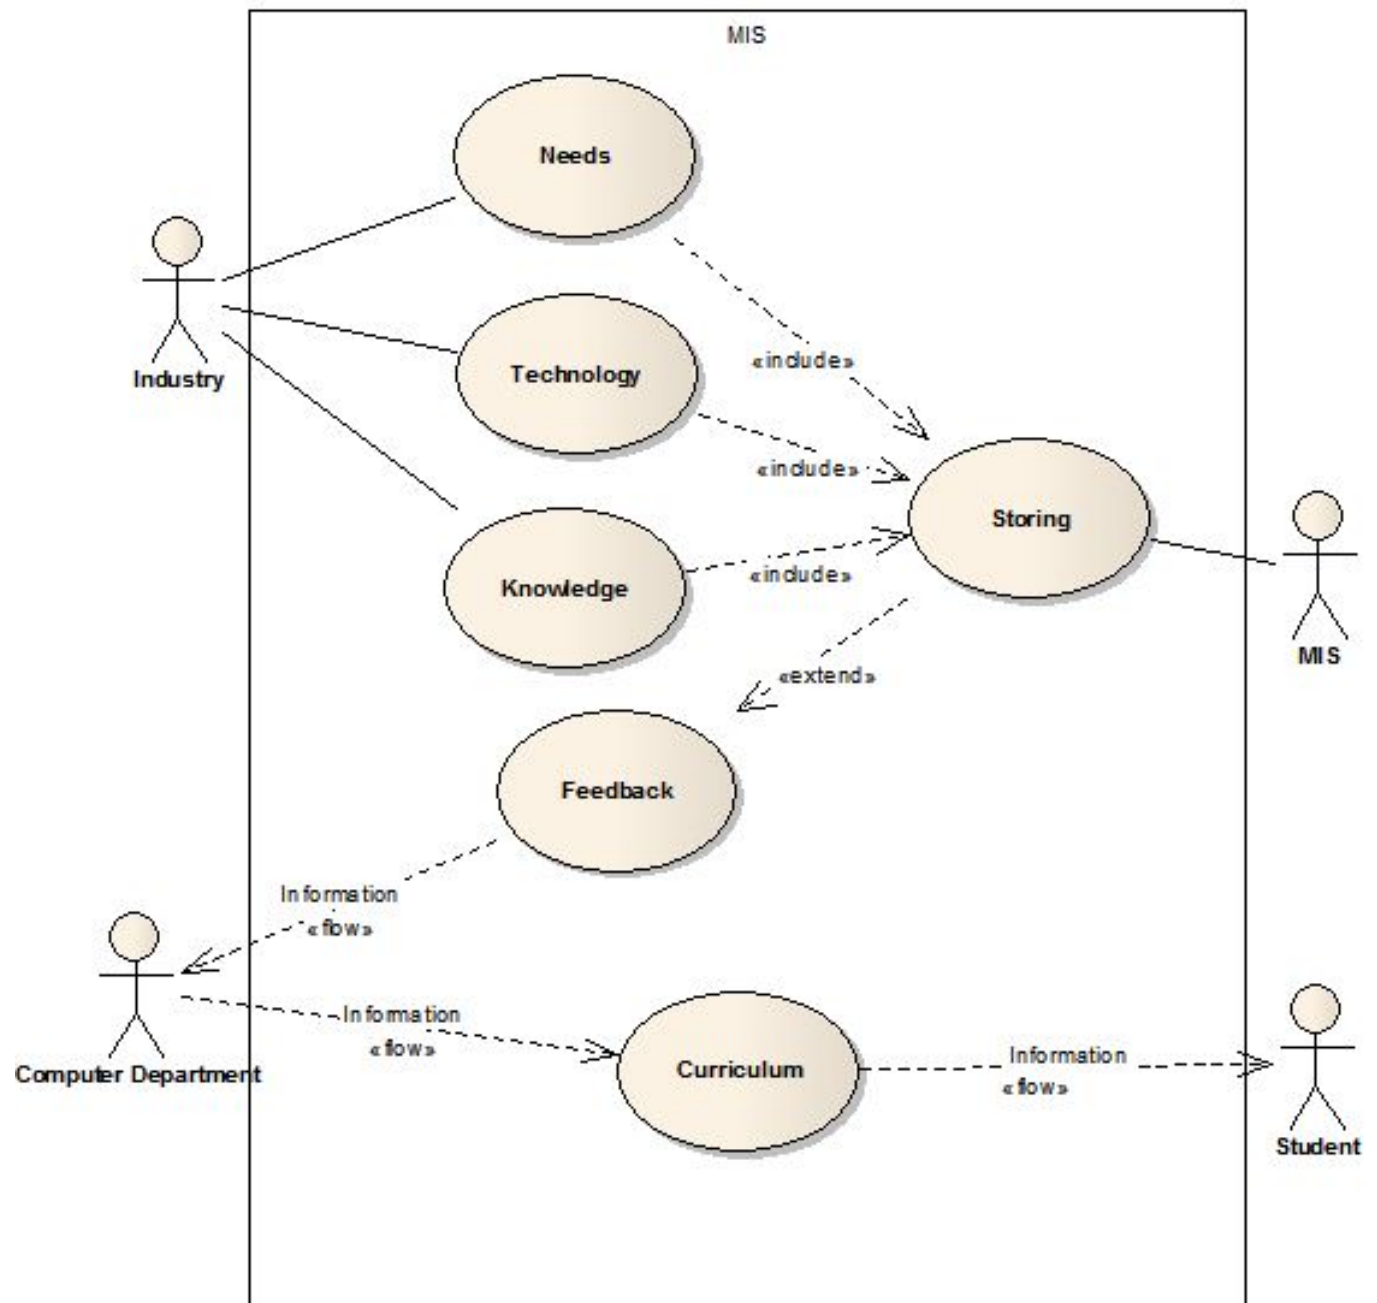 MIS
Needs
Industry
Technology
«include»
«include»
Storing
Knowledge
«include»
MIS
«extend»
Feedback
Information
«flow»
Computer Department
Information
«flow»
Curriculum
Information
«flow»
Student